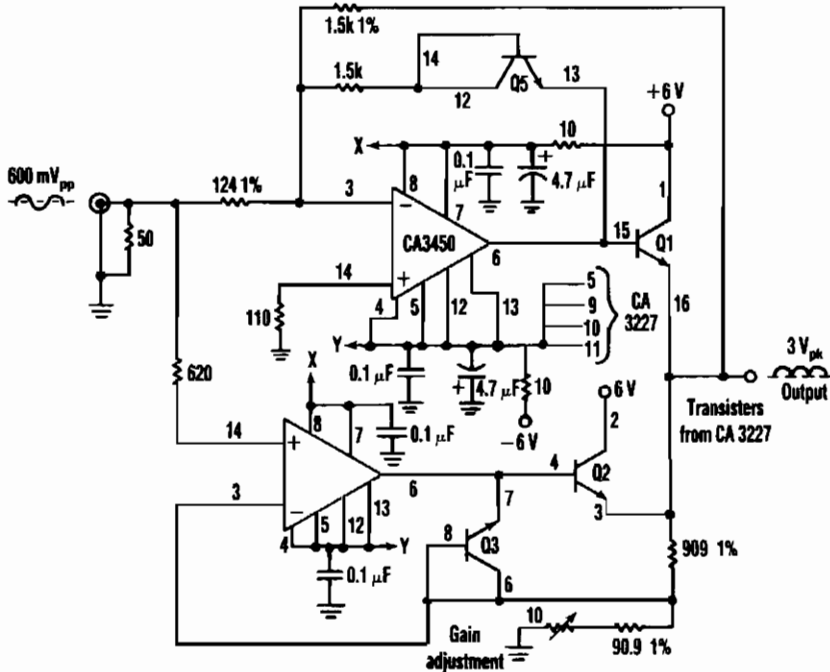 1.5k 1%
1.5k
14
12
Q5
13
+6 V
10
X
0.1 μF
+
4.7 μF
8
7
1
600 mVpp
124 1%
3
−
CA3450
6
15
Q1
50
14
+
16
110
4
5
12
13
5
9
10
11
CA 3227
Y
0.1 μF
+
4.7 μF
10
−6 V
3 Vpk
Output
Transisters
from CA 3227
620
X
8
7
0.1 μF
6 V
2
14
+
6
4
Q2
3
−
7
3
13
12
5
4
Y
0.1 μF
8
Q3
6
909 1%
10
90.9 1%
Gain
adjustment